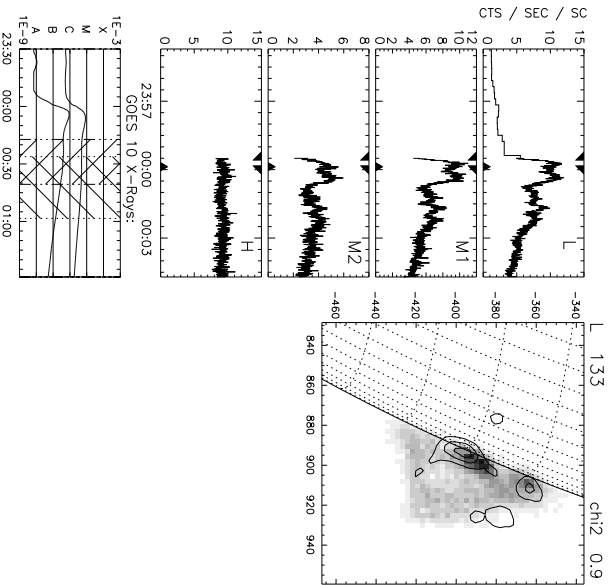 CTS / SEC / SC
15
10
5
0
L
12
10
8
6
4
2
0
M1
8
6
4
2
0
M2
15
10
5
0
H
23:57 00:00 00:03
GOES 10 X-Rays:
1E-3
X
M
C
B
A
1E-9
23:30 00:00 00:30 01:00
L 133 chi2 0.9
-340
-360
-380
-400
-420
-440
-460
840 860 880 900 920 940